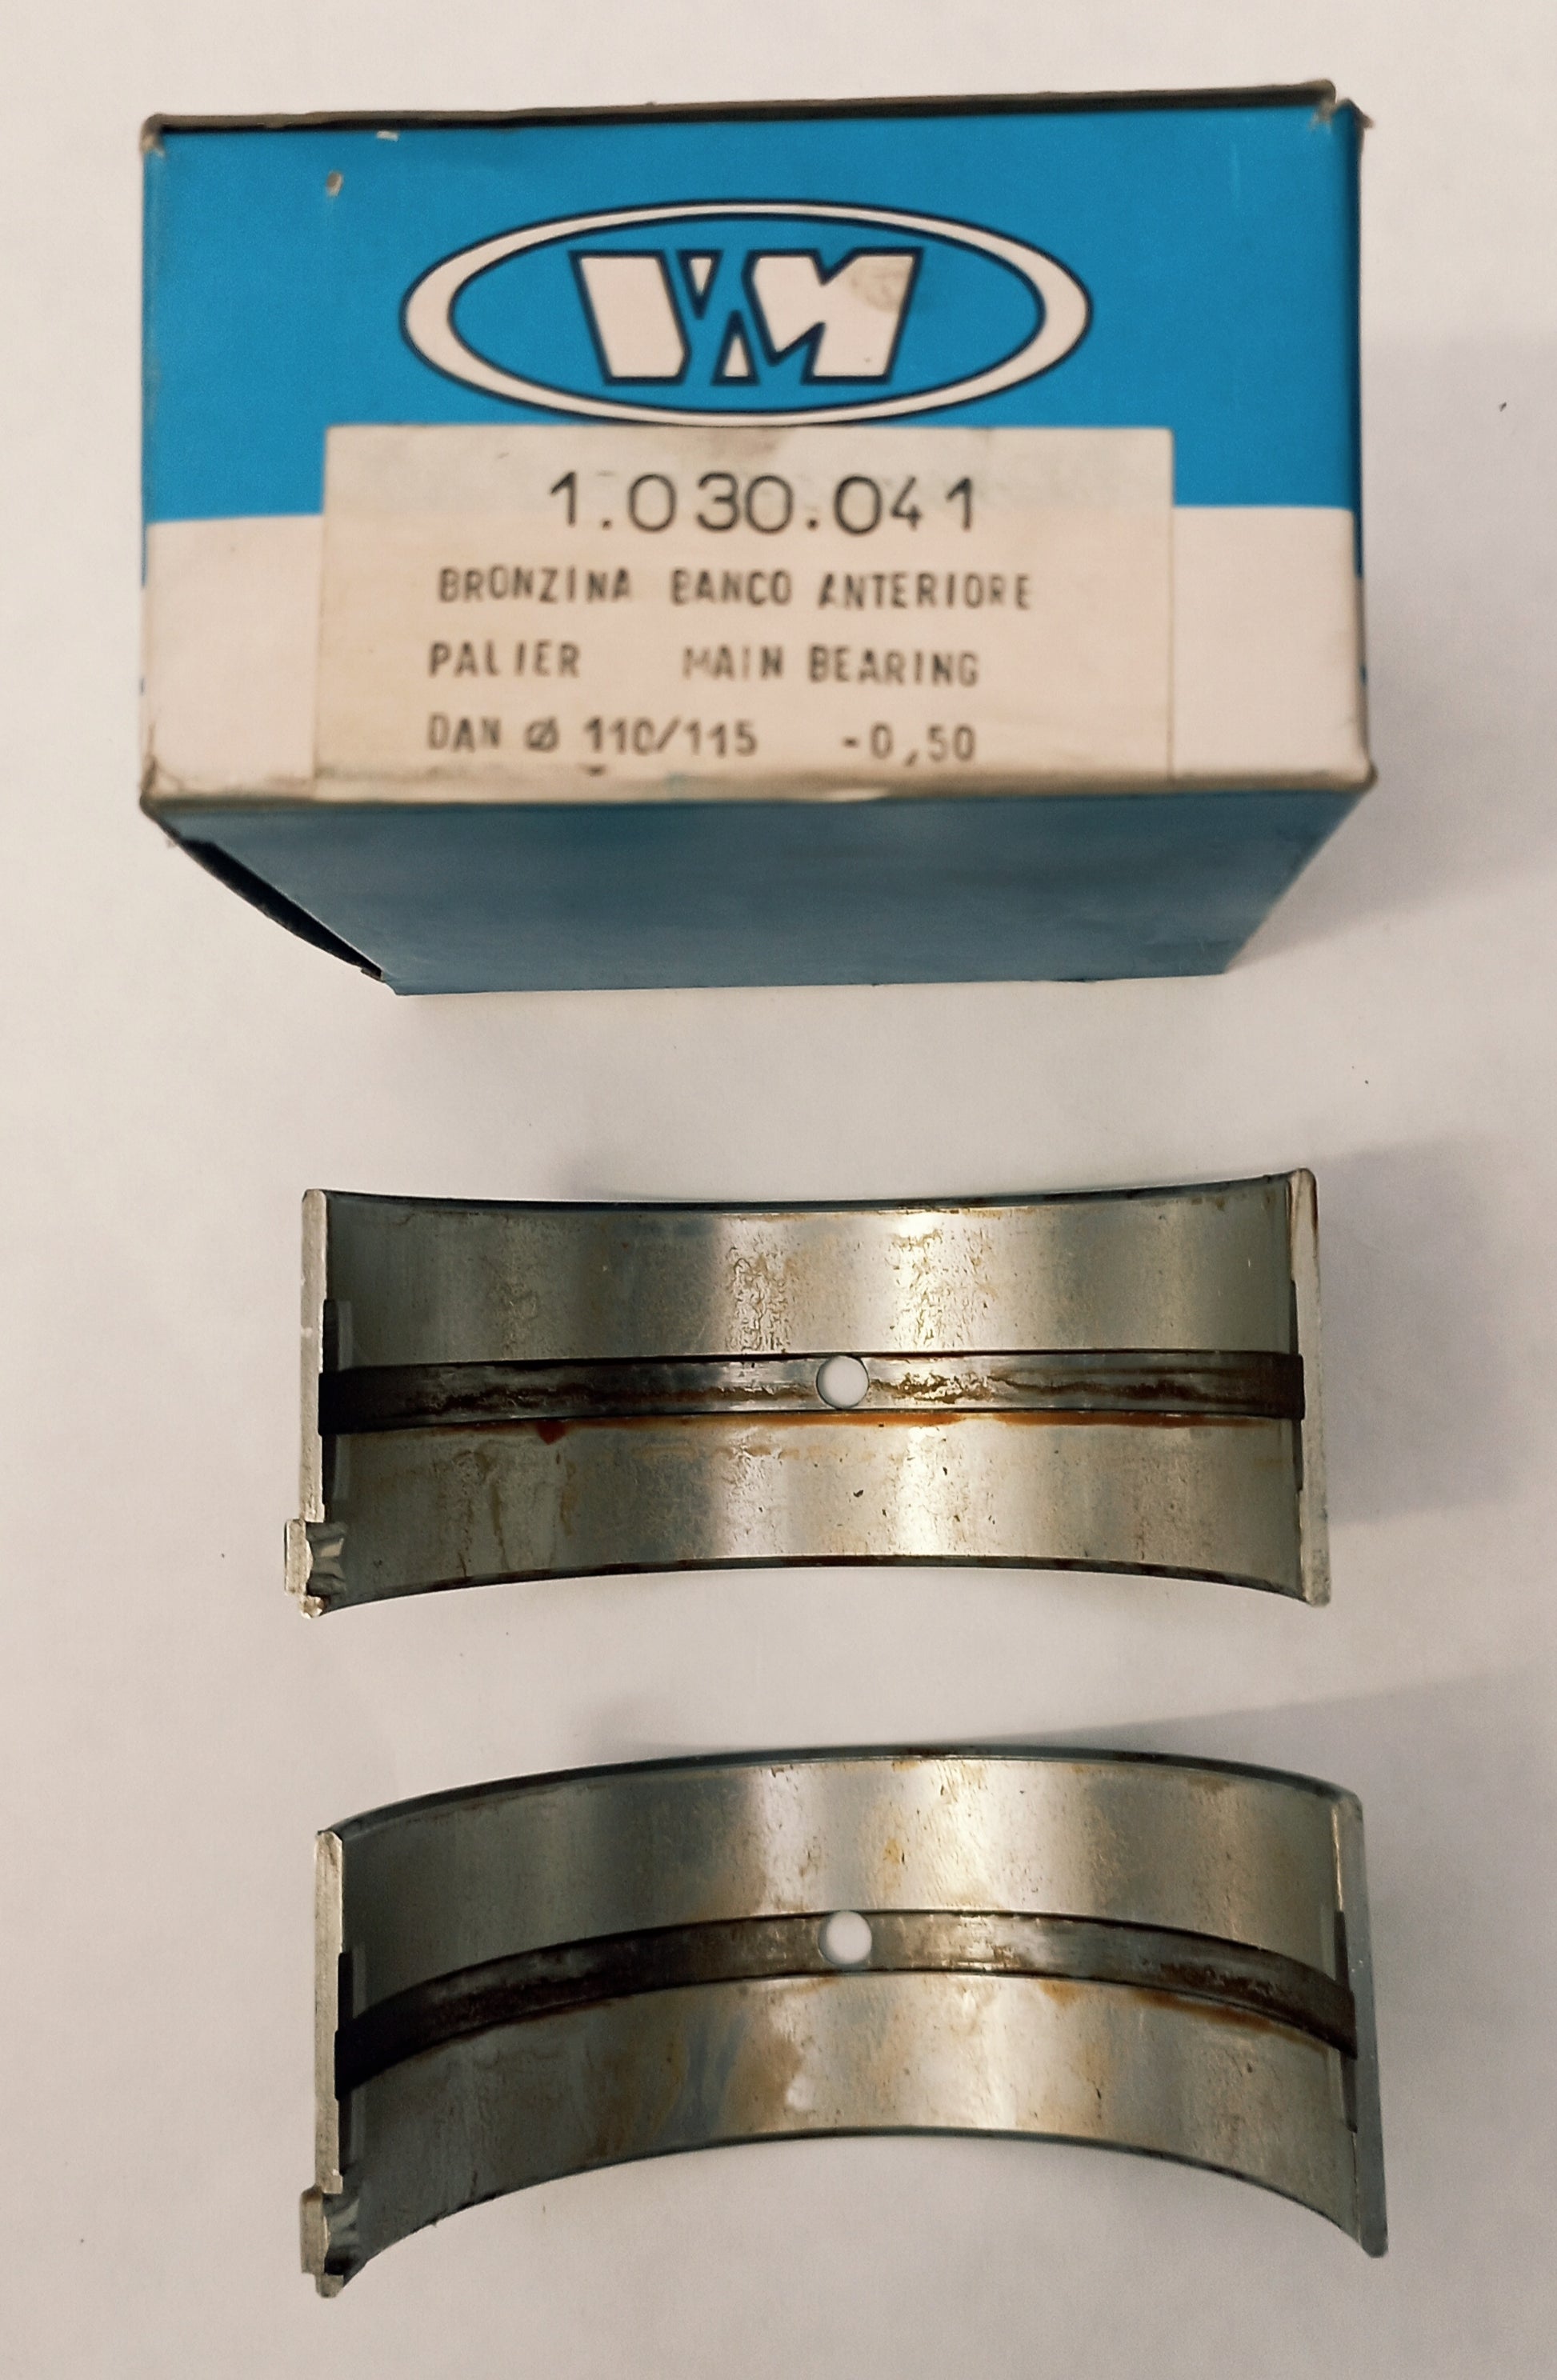 VM
1.030.041
BRONZINA BANCO ANTERIORE
PALIER MAIN BEARING
DAN Ø 110/115 -0,50